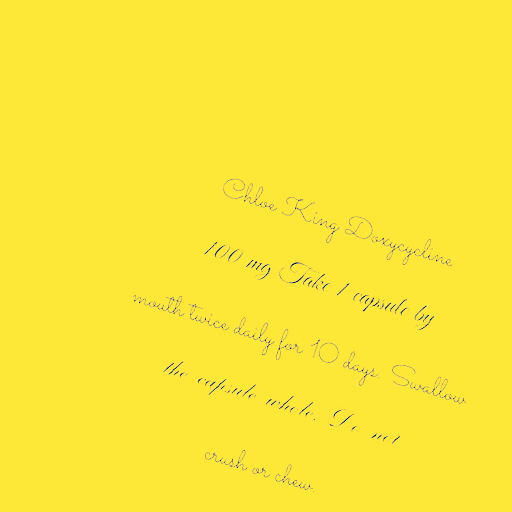 Chloe King Doxycycline
100 mg Take 1 capsule by
mouth twice daily for 10 days. Swallow
the capsule whole. Do not
crush or chew.